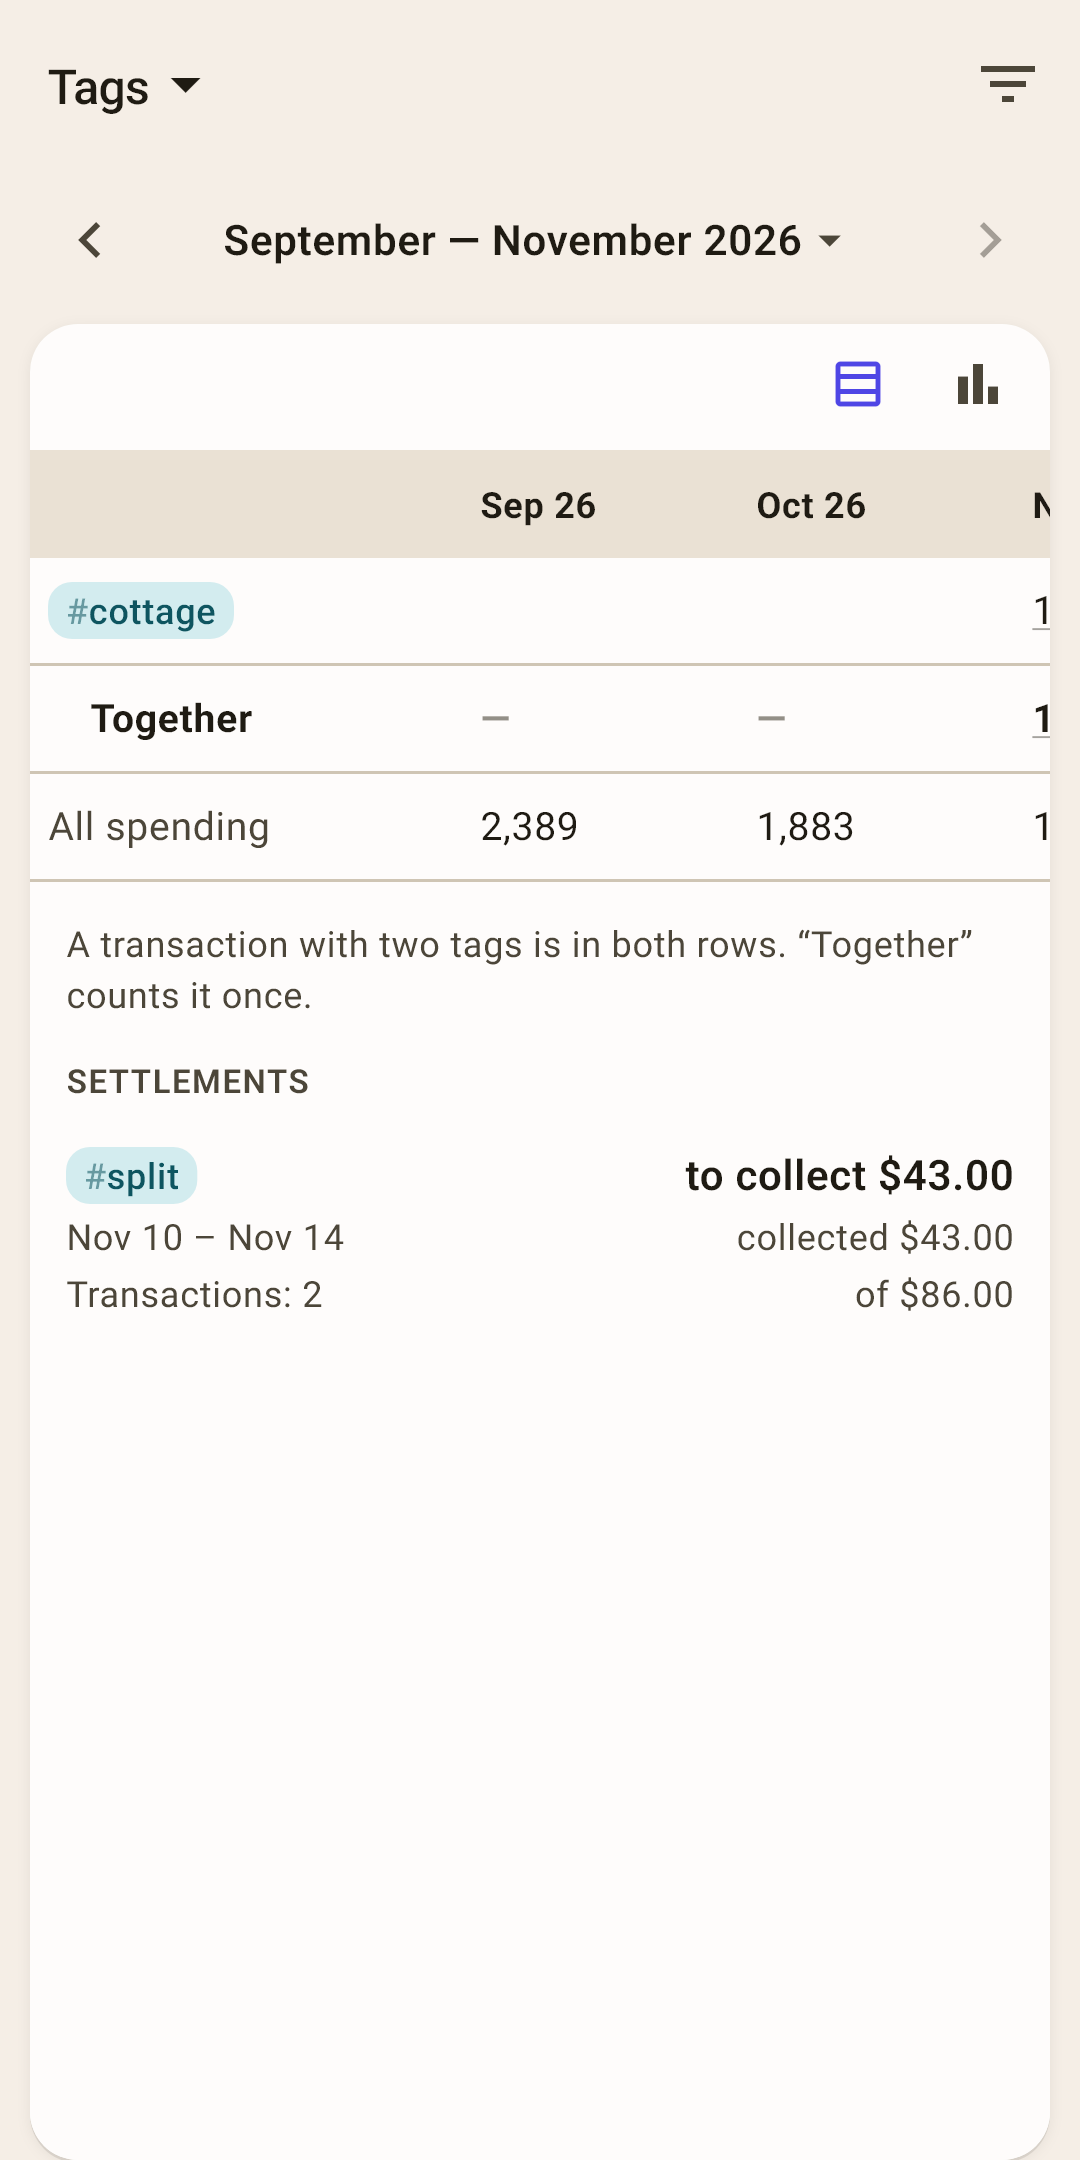 Tags
September — November 2026
Sep 26 Oct 26
#cottage
Together — —
All spending 2,389 1,883
A transaction with two tags is in both rows. “Together”
counts it once.
SETTLEMENTS
#split to collect $43.00
Nov 10 – Nov 14 collected $43.00
Transactions: 2 of $86.00